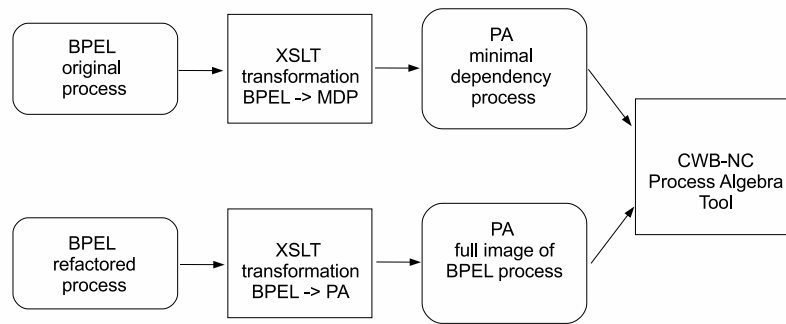 BPEL
original
process
XSLT
transformation
BPEL -> MDP
PA
minimal
dependency
process
CWB-NC
Process Algebra
Tool
BPEL
refactored
process
XSLT
transformation
BPEL -> PA
PA
full image of
BPEL process